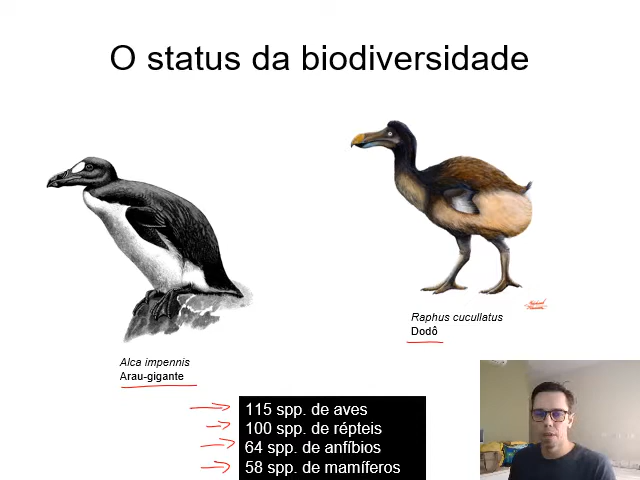 O status da biodiversidade
Alca impennis
Arau-gigante
Raphus cucullatus
Dodô
115 spp. de aves
100 spp. de répteis
64 spp. de anfíbios
58 spp. de mamíferos